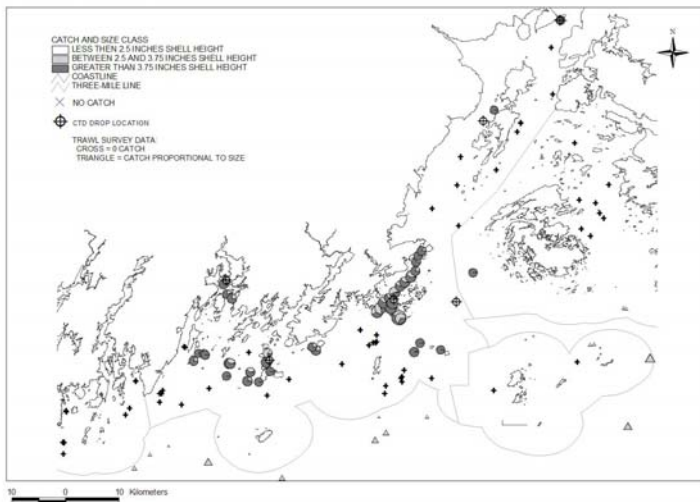 CATCH AND SIZE CLASS
LESS THEN 2.5 INCHES SHELL HEIGHT
BETWEEN 2.5 AND 3.75 INCHES SHELL HEIGHT
GREATER THAN 3.75 INCHES SHELL HEIGHT
COASTLINE
THREE-MILE LINE
NO CATCH
CTD DROP LOCATION
TRAWL SURVEY DATA:
CROSS = 0 CATCH
TRIANGLE = CATCH PROPORTIONAL TO SIZE
N
10 0 10 Kilometers